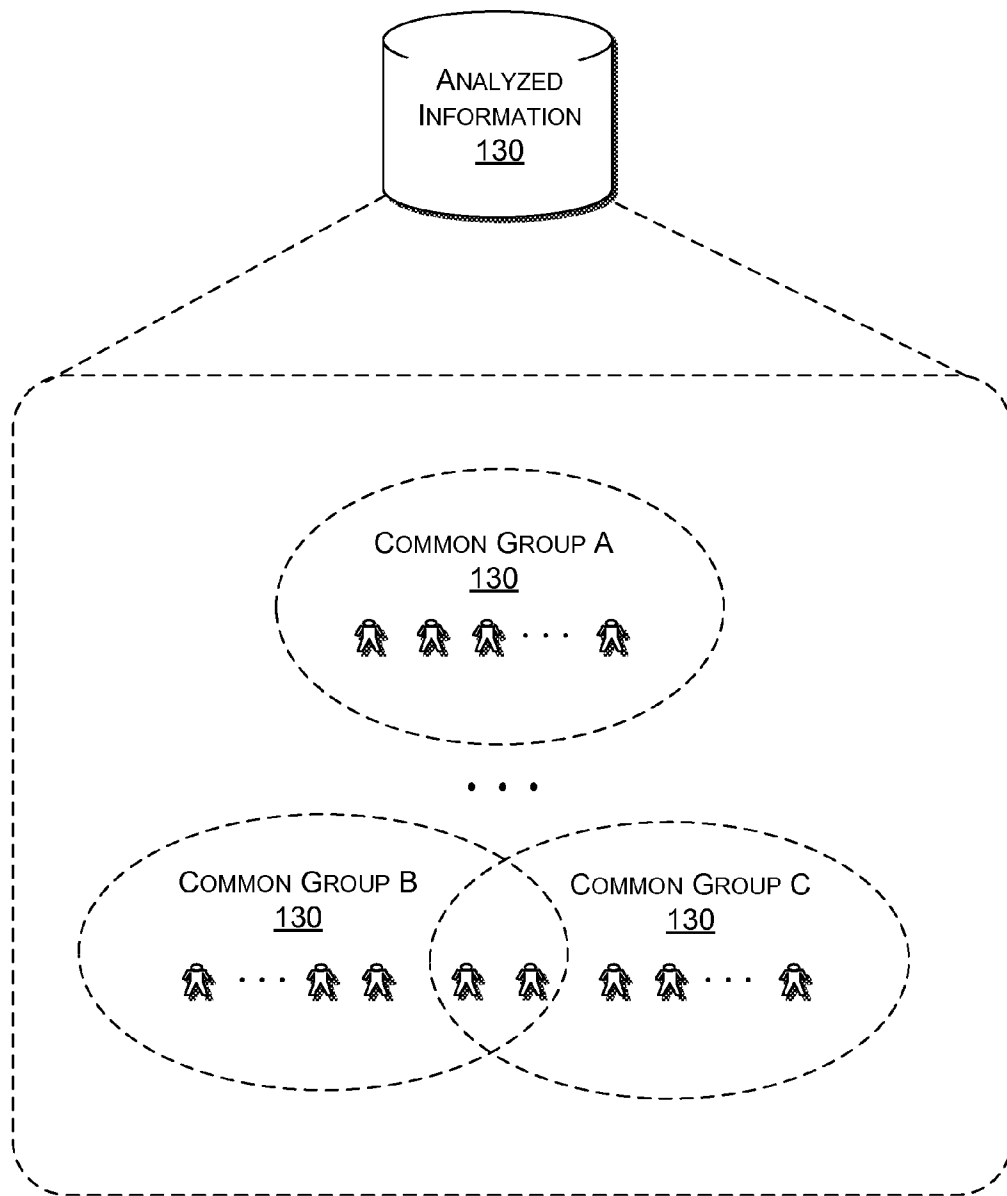 ANALYZED
INFORMATION
130
COMMON GROUP A
130
. . .
. . .
COMMON GROUP B
130
COMMON GROUP C
130
. . .
. . .